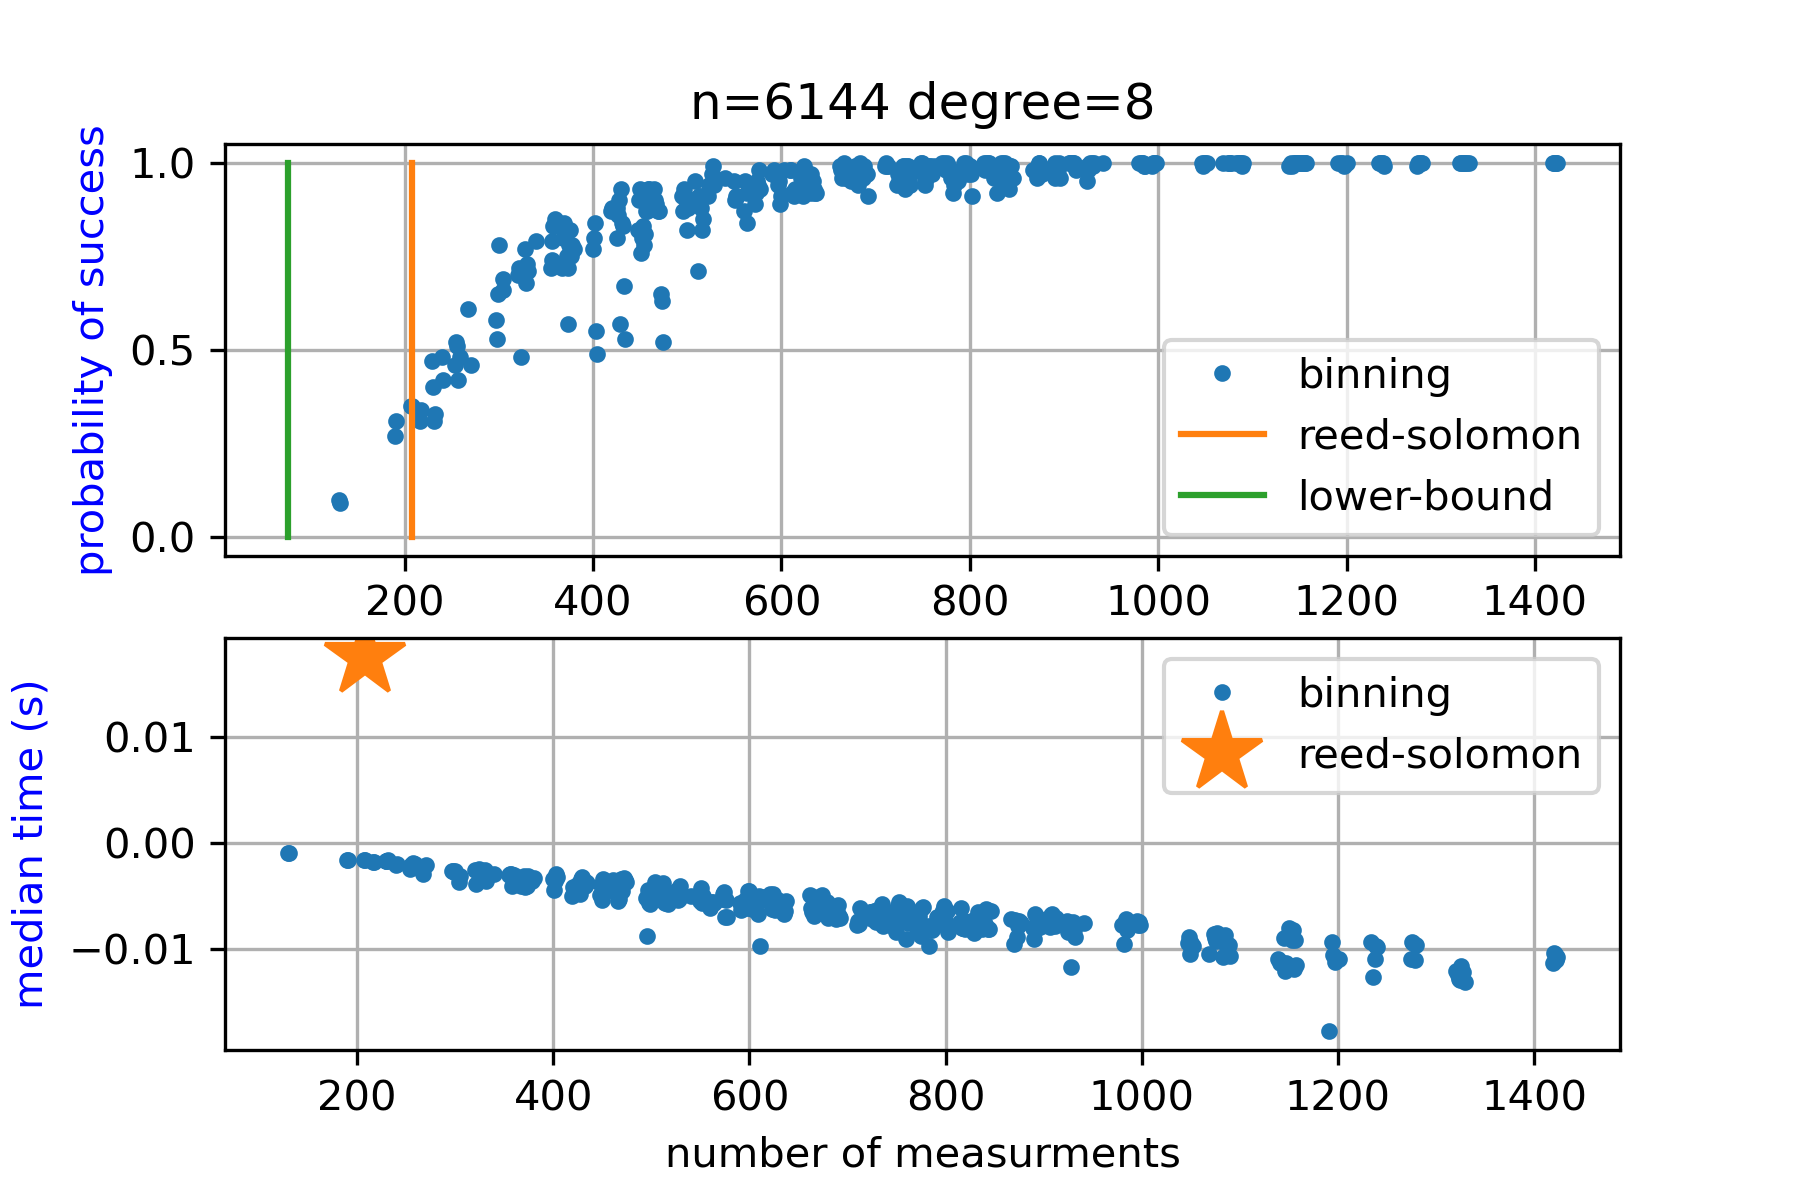 n=6144 degree=8
probability of success
1.0
0.5
0.0
binning
reed-solomon
lower-bound
200 400 600 800 1000 1200 1400
median time (s)
0.01
0.00
−0.01
binning
reed-solomon
200 400 600 800 1000 1200 1400
number of measurments